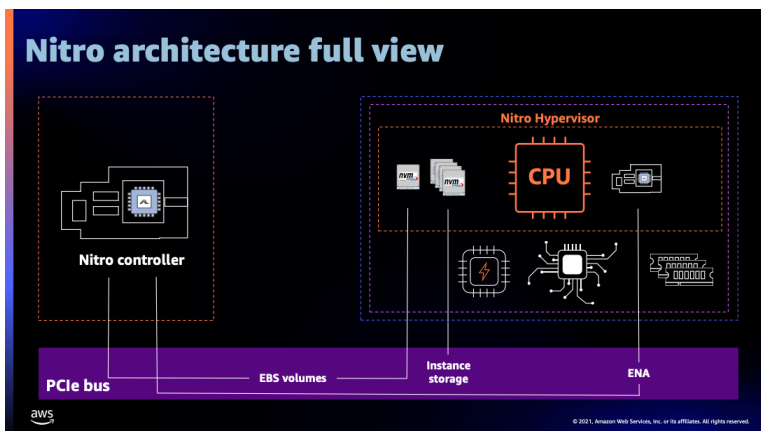 Nitro architecture full view
Nitro Hypervisor
nvm
nvm
CPU
Nitro controller
EBS volumes
Instance
storage
ENA
PCIe bus
aws
© 2021, Amazon Web Services, Inc. or its affiliates. All rights reserved.